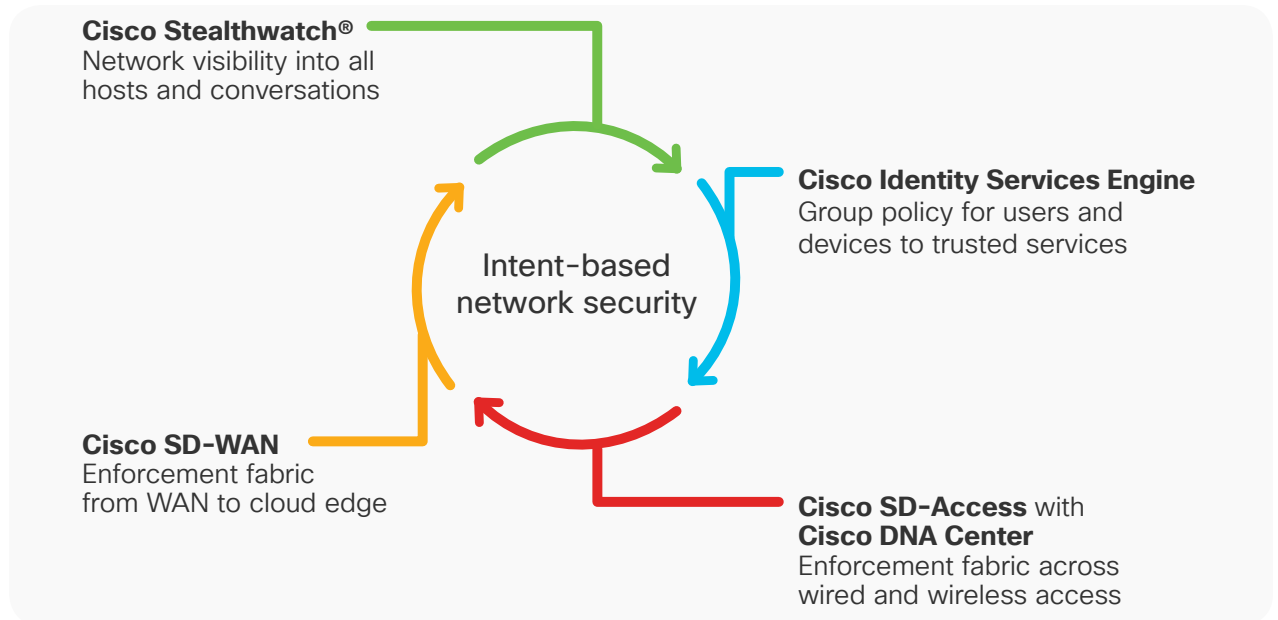 Cisco Stealthwatch®
Network visibility into all
hosts and conversations
Cisco Identity Services Engine
Group policy for users and
devices to trusted services
Intent-based
network security
Cisco SD-WAN
Enforcement fabric
from WAN to cloud edge
Cisco SD-Access with
Cisco DNA Center
Enforcement fabric across
wired and wireless access